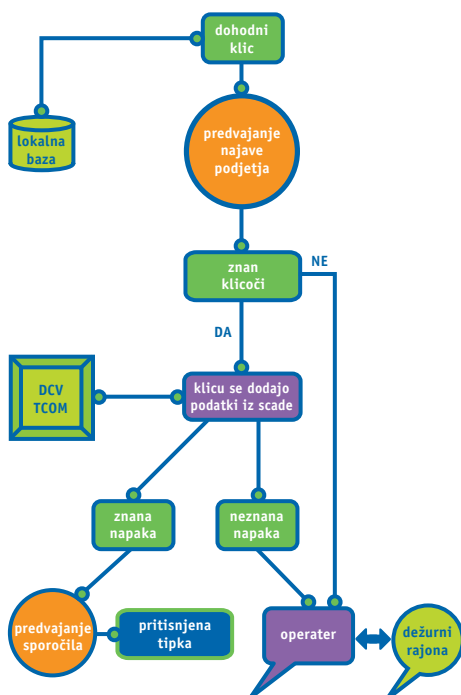 dohodni
klic
lokalna
baza
predvajanje
najave
podjetja
znan
klicoči
NE
DA
DCV
TCOM
klicu se dodajo
podatki iz scade
znana
napaka
neznana
napaka
predvajanje
sporočila
pritisnjena
tipka
operater
dežurni
rajona